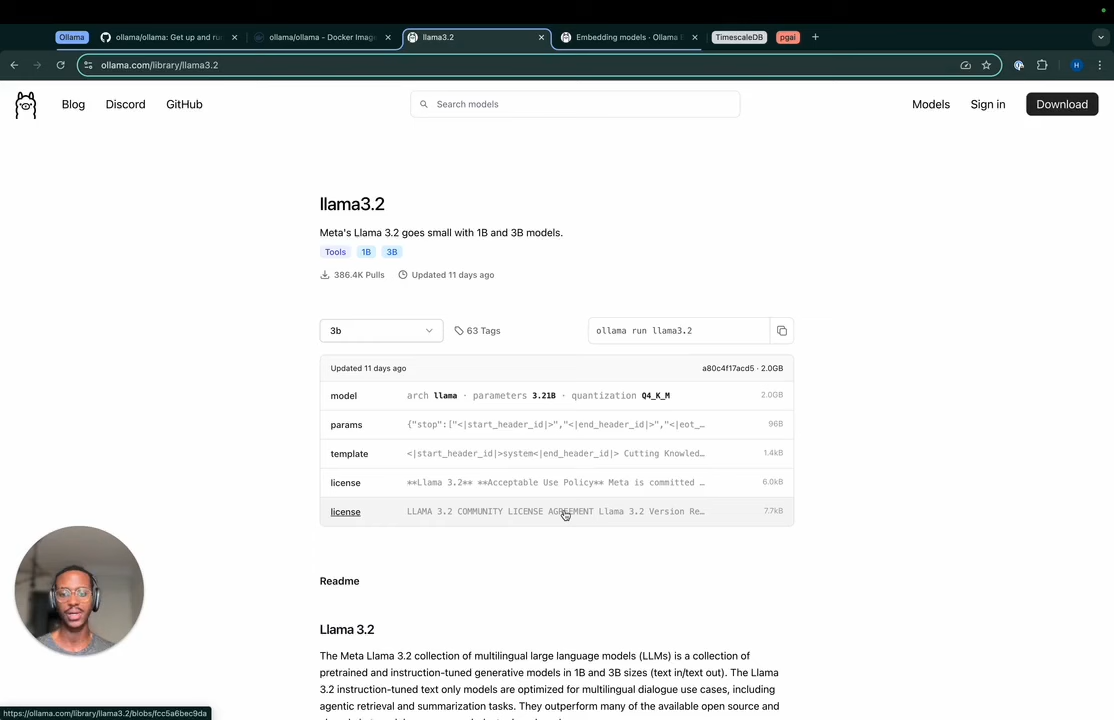 Ollama
ollama/ollama: Get up and ru
ollama/ollama - Docker Imag
llama3.2
Embedding models · Ollama
TimescaleDB
pgai
ollama.com/library/llama3.2
H
Blog
Discord
GitHub
Search models
Models
Sign in
Download
llama3.2
Meta's Llama 3.2 goes small with 1B and 3B models.
Tools 1B 3B
386.4K Pulls Updated 11 days ago
3b
63 Tags
ollama run llama3.2
Updated 11 days ago
a80c4f17acd5 · 2.0GB
model arch llama · parameters 3.21B · quantization Q4_K_M 2.0GB
params {"stop":["<|start_header_id|>","<|end_header_id|>","<|eot_… 96B
template <|start_header_id|>system<|end_header_id|> Cutting Knowled… 1.4kB
license **Llama 3.2** **Acceptable Use Policy** Meta is committed … 6.0kB
license LLAMA 3.2 COMMUNITY LICENSE AGREEMENT Llama 3.2 Version Re… 7.7kB
Readme
Llama 3.2
The Meta Llama 3.2 collection of multilingual large language models (LLMs) is a collection of
pretrained and instruction-tuned generative models in 1B and 3B sizes (text in/text out). The Llama
3.2 instruction-tuned text only models are optimized for multilingual dialogue use cases, including
agentic retrieval and summarization tasks. They outperform many of the available open source and
https://ollama.com/library/llama3.2/blobs/fcc5a6bec9da